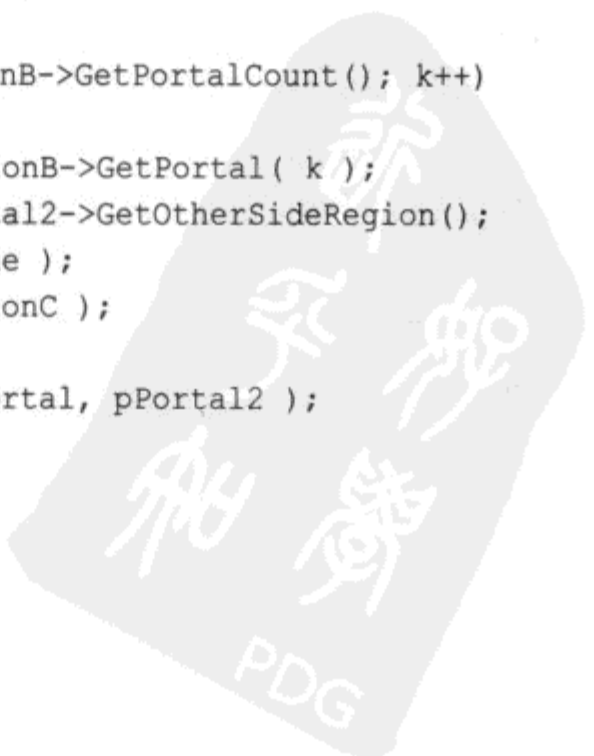 nB->GetPortalCount(); k++)
onB->GetPortal( k );
al2->GetOtherSideRegion();
e );
onC );
rtal, pPortal2 );
PDG